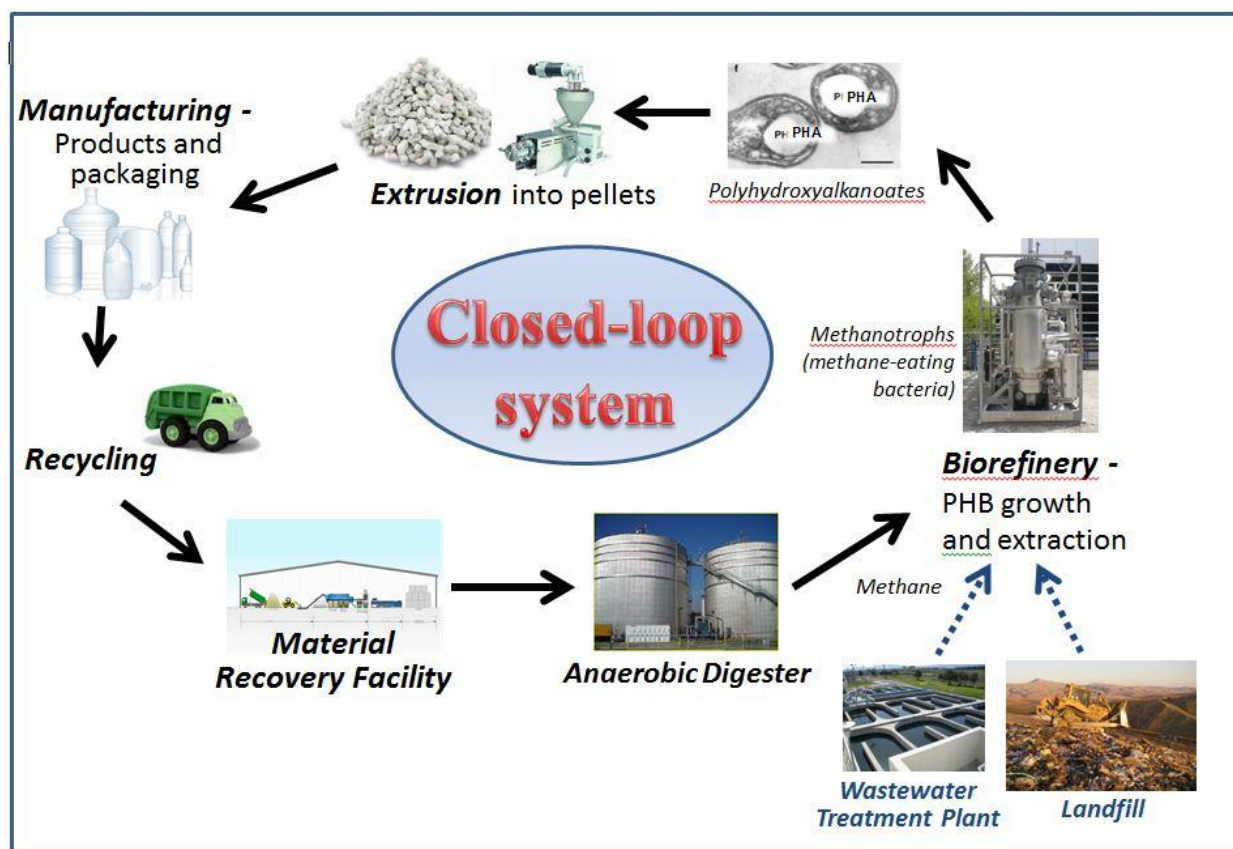 Manufacturing -
Products and
packaging
Extrusion into pellets
PHA
PHA
Polyhydroxyalkanoates
Closed-loop
system
Methanotrophs
(methane-eating
bacteria)
Biorefinery -
PHB growth
and extraction
Recycling
Material
Recovery Facility
Anaerobic Digester
Methane
Wastewater
Treatment Plant
Landfill